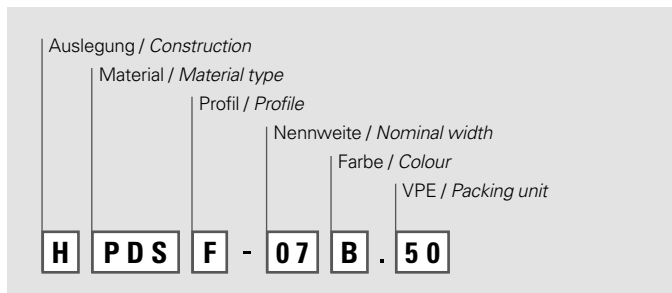 Auslegung / Construction
Material / Material type
Profil / Profile
Nennweite / Nominal width
Farbe / Colour
VPE / Packing unit
H PDS F - 07 B . 50